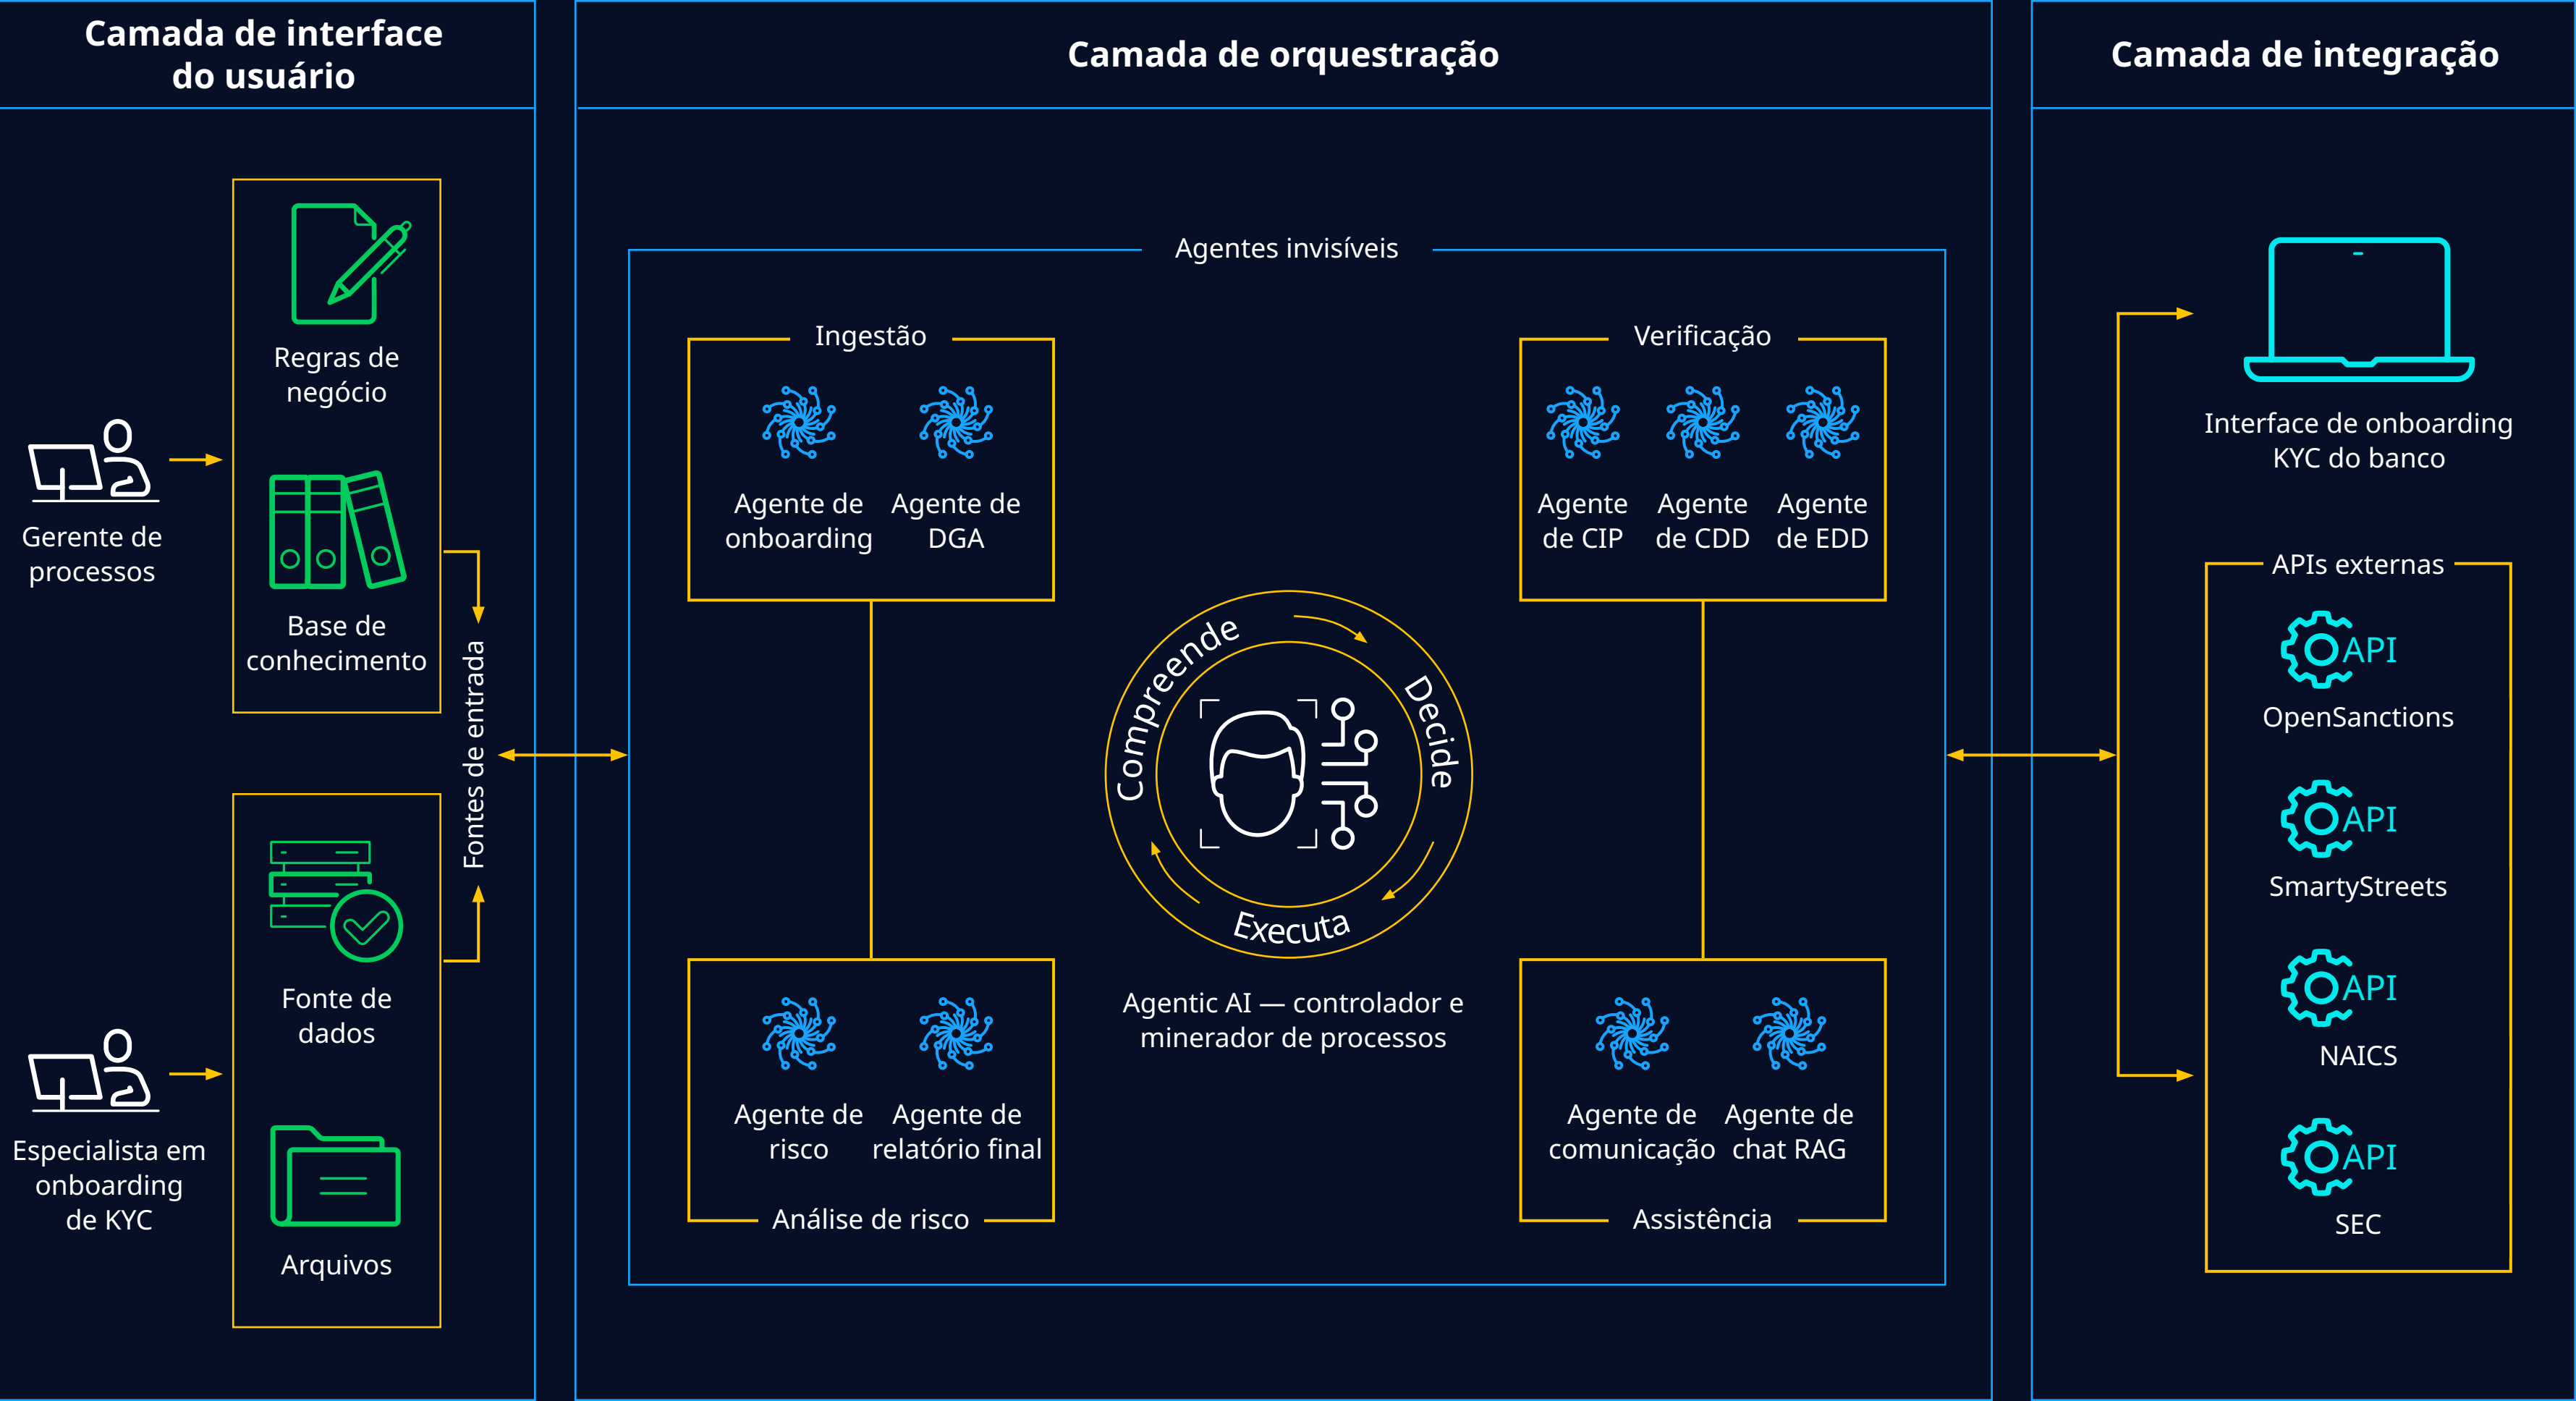 Camada de interface
do usuário
Regras de
negócio
Gerente de
processos
Base de
conhecimento
Fontes de entrada
Fonte de
dados
Especialista em
onboarding
de KYC
Arquivos
Camada de orquestração
Agentes invisíveis
Ingestão
Agente de
onboarding
Agente de
DGA
Verificação
Agente
de CIP
Agente
de CDD
Agente
de EDD
Compreende
Decide
Executa
Agentic AI — controlador e
minerador de processos
Agente de
risco
Agente de
relatório final
Análise de risco
Agente de
comunicação
Agente de
chat RAG
Assistência
Camada de integração
Interface de onboarding
KYC do banco
APIs externas
API
OpenSanctions
API
SmartyStreets
API
NAICS
API
SEC